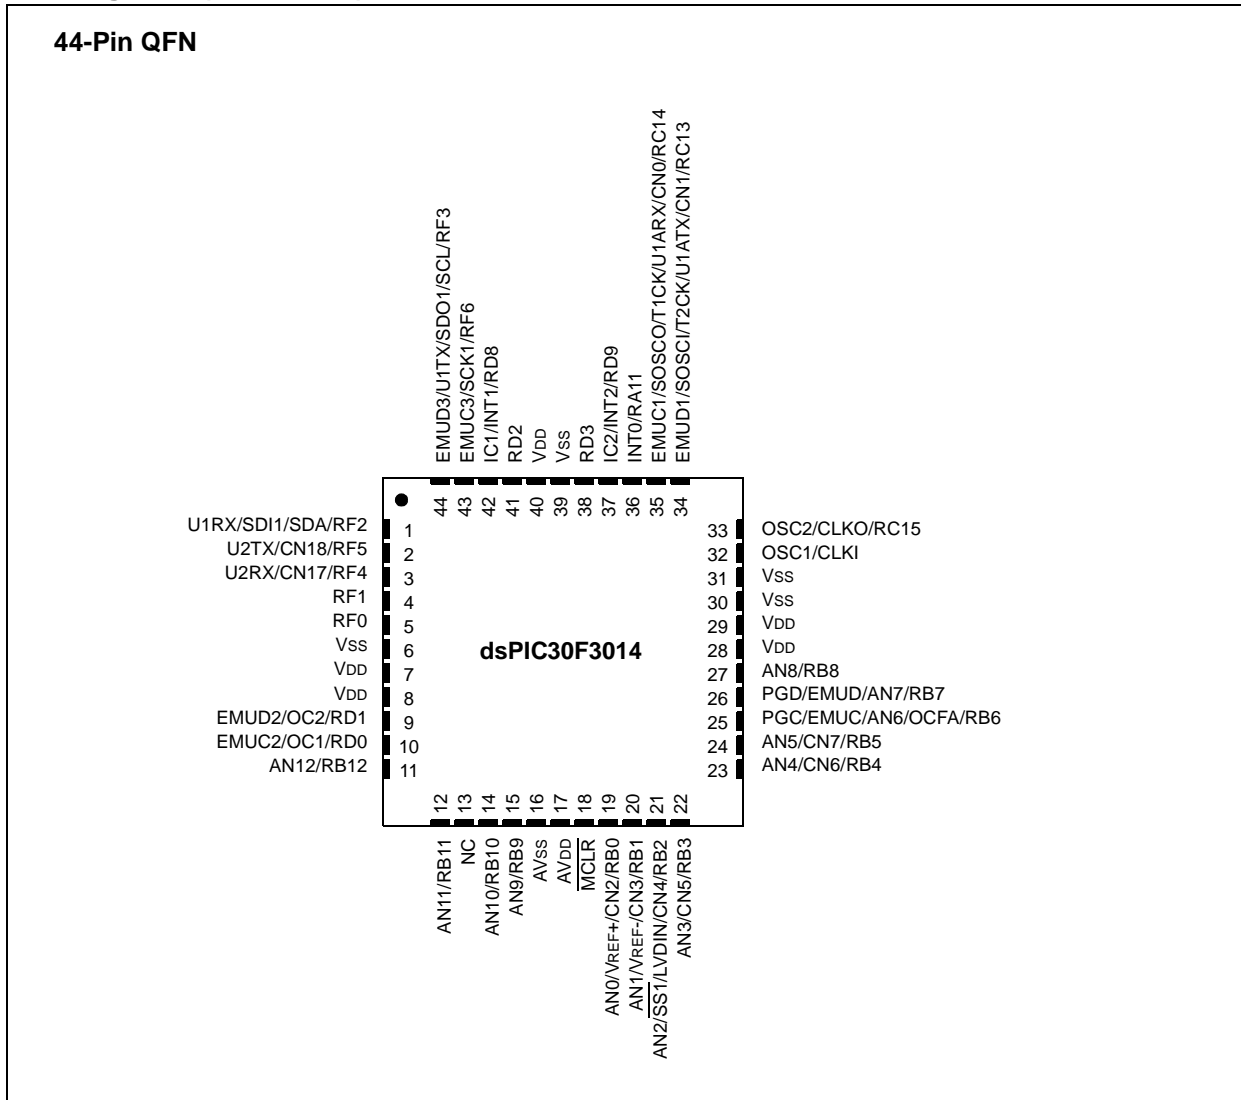 44-Pin QFN
EMUD3/U1TX/SDO1/SCL/RF3
EMUC3/SCK1/RF6
IC1/INT1/RD8
RD2
VDD
VSS
RD3
IC2/INT2/RD9
INT0/RA11
EMUC1/SOSCO/T1CK/U1ARX/CN0/RC14
EMUD1/SOSCI/T2CK/U1ATX/CN1/RC13
44 43 42 41 40 39 38 37 36 35 34
U1RX/SDI1/SDA/RF2 1
U2TX/CN18/RF5 2
U2RX/CN17/RF4 3
RF1 4
RF0 5
VSS 6
VDD 7
VDD 8
EMUD2/OC2/RD1 9
EMUC2/OC1/RD0 10
AN12/RB12 11
dsPIC30F3014
33 OSC2/CLKO/RC15
32 OSC1/CLKI
31 VSS
30 VSS
29 VDD
28 VDD
27 AN8/RB8
26 PGD/EMUD/AN7/RB7
25 PGC/EMUC/AN6/OCFA/RB6
24 AN5/CN7/RB5
23 AN4/CN6/RB4
12 13 14 15 16 17 18 19 20 21 22
AN11/RB11
NC
AN10/RB10
AN9/RB9
AVSS
AVDD
MCLR
AN0/VREF+/CN2/RB0
AN1/VREF-/CN3/RB1
AN2/SS1/LVDIN/CN4/RB2
AN3/CN5/RB3